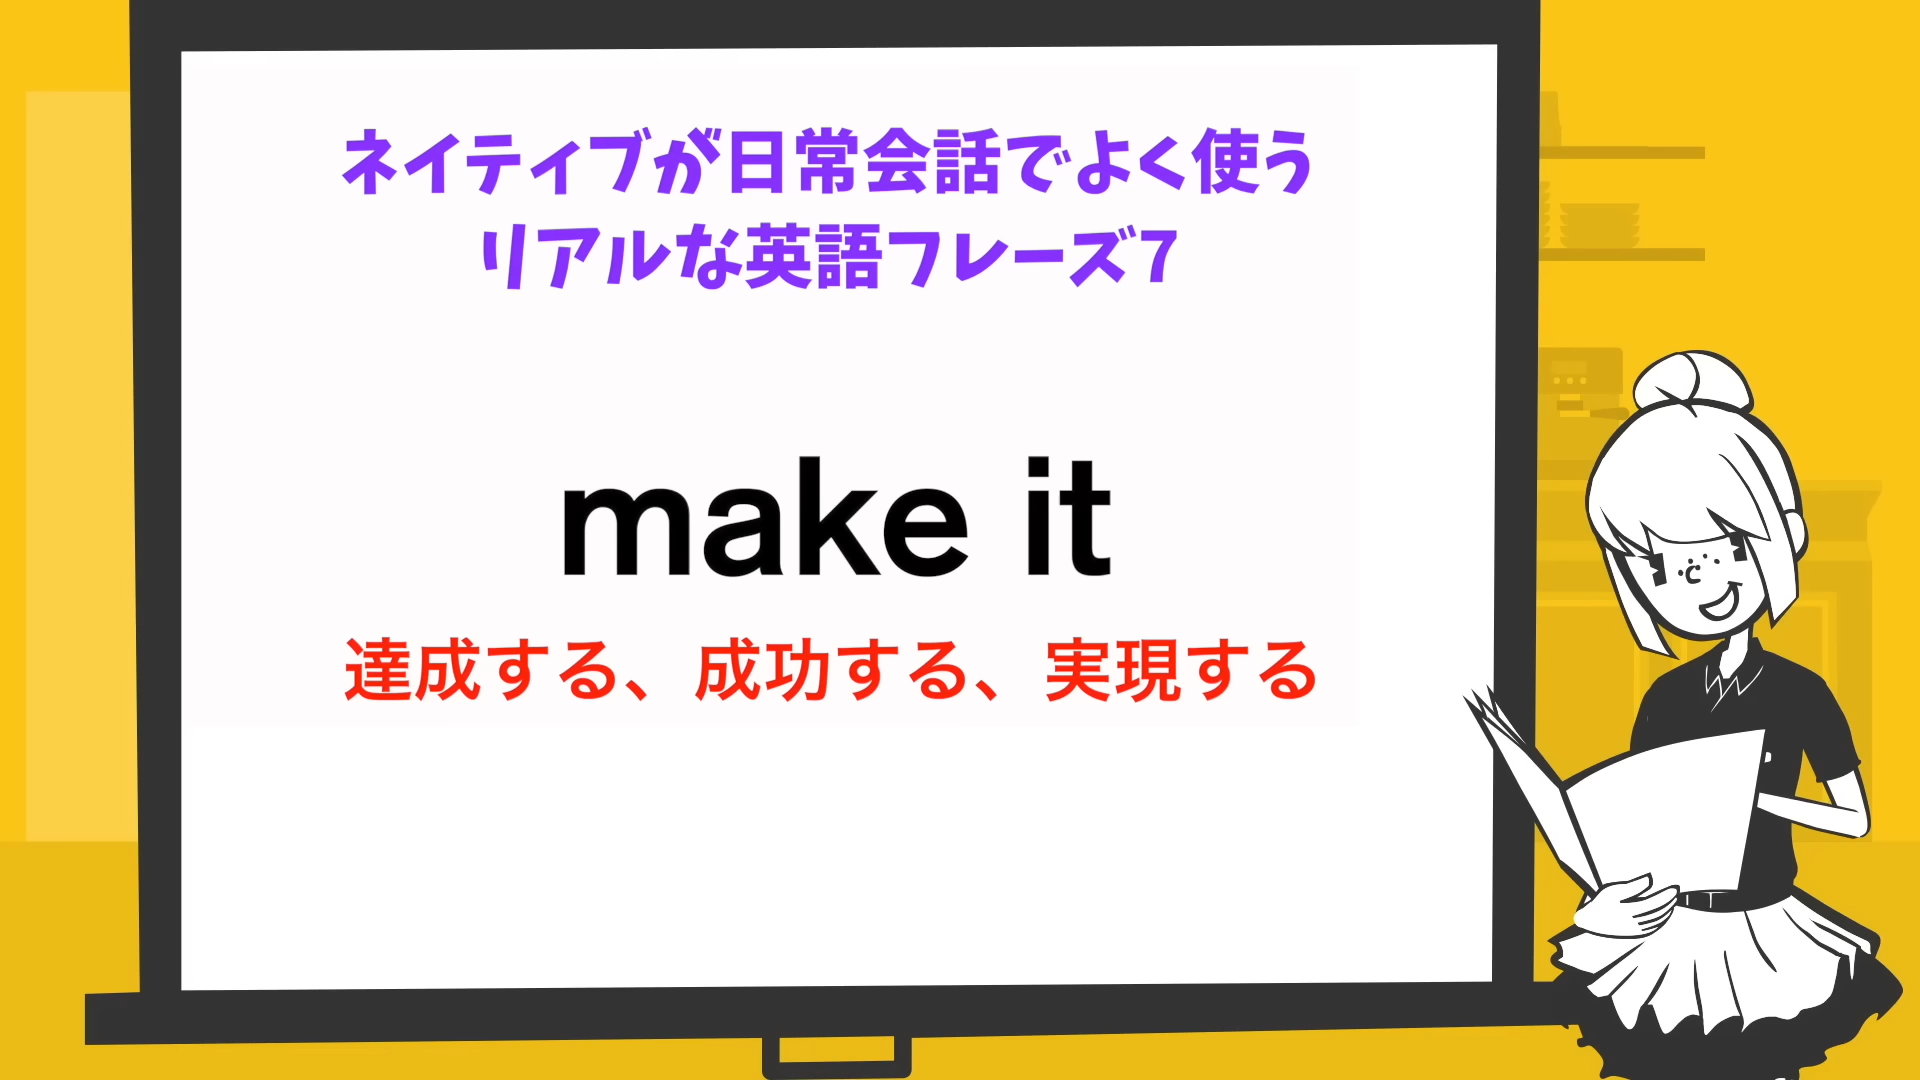 ネイティブが日常会話でよく使う
リアルな英語フレーズ7
make it
達成する、成功する、実現する